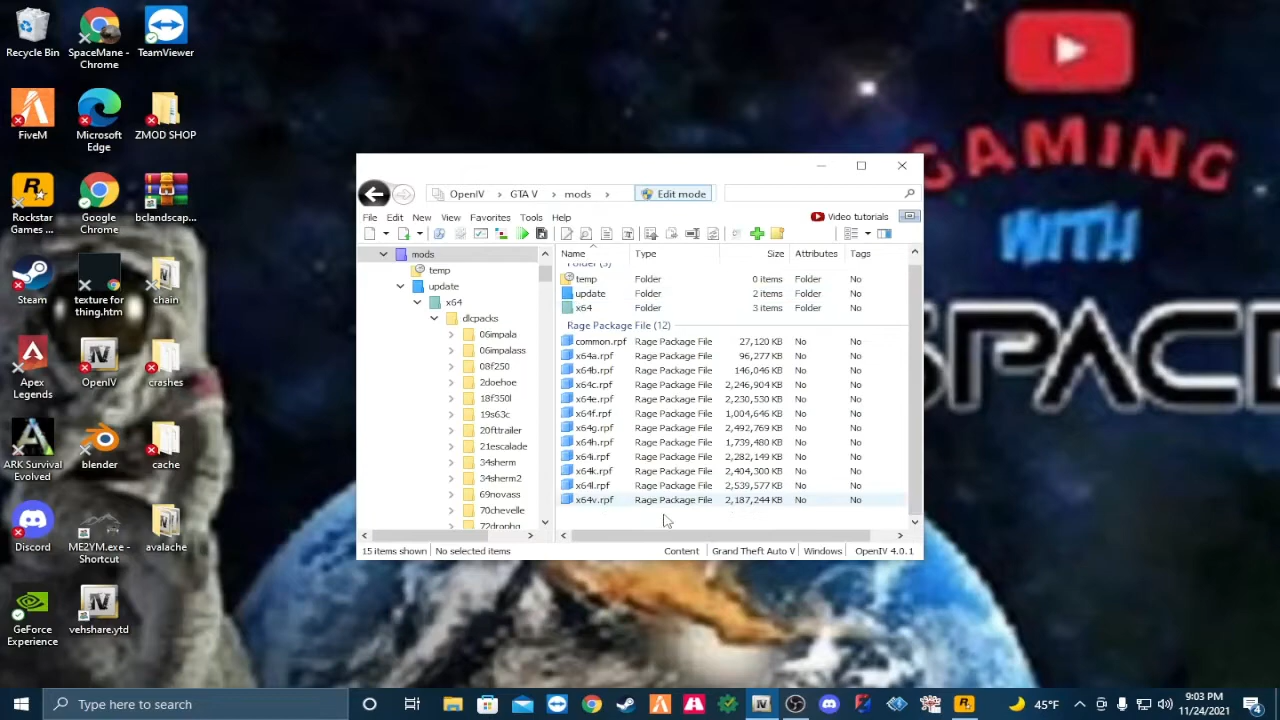 Recycle Bin
SpaceMane - Chrome
TeamViewer
FiveM
Microsoft Edge
ZMOD SHOP
Rockstar Games ...
Google Chrome
bclandscap...
Steam
texture for thing.htm
chain
Apex Legends
OpenIV
crashes
ARK Survival Evolved
blender
cache
Discord
ME2YM.exe - Shortcut
avalache
GeForce Experience
vehshare.ytd
GAMING
SPAC
OpenIV > GTA V > mods > Edit mode
File Edit New View Favorites Tools Help Video tutorials
Name Type Size Attributes Tags
mods
temp
update
x64
dlcpacks
06impala
06impalass
08f250
2doehoe
18f350l
19s63c
20fttrailer
21escalade
34sherm
34sherm2
69novass
70chevelle
temp Folder 0 items Folder No
update Folder 2 items Folder No
x64 Folder 3 items Folder No
Rage Package File (12)
common.rpf Rage Package File 27,120 KB No No
x64a.rpf Rage Package File 96,277 KB No No
x64b.rpf Rage Package File 146,046 KB No No
x64c.rpf Rage Package File 2,246,904 KB No No
x64e.rpf Rage Package File 2,230,530 KB No No
x64f.rpf Rage Package File 1,004,646 KB No No
x64g.rpf Rage Package File 2,492,769 KB No No
x64h.rpf Rage Package File 1,739,480 KB No No
x64i.rpf Rage Package File 2,282,149 KB No No
x64k.rpf Rage Package File 2,404,300 KB No No
x64l.rpf Rage Package File 2,539,577 KB No No
x64v.rpf Rage Package File 2,187,244 KB No No
15 items shown No selected items Content Grand Theft Auto V Windows OpenIV 4.0.1
Type here to search
45°F
9:03 PM
11/24/2021
4